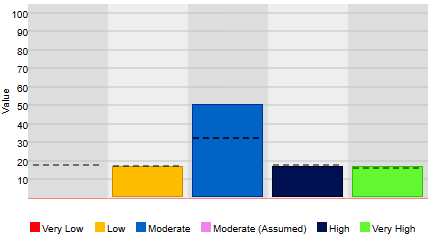 100
90
80
70
60
50
40
30
20
10
Value
Very Low
Low
Moderate
Moderate (Assumed)
High
Very High